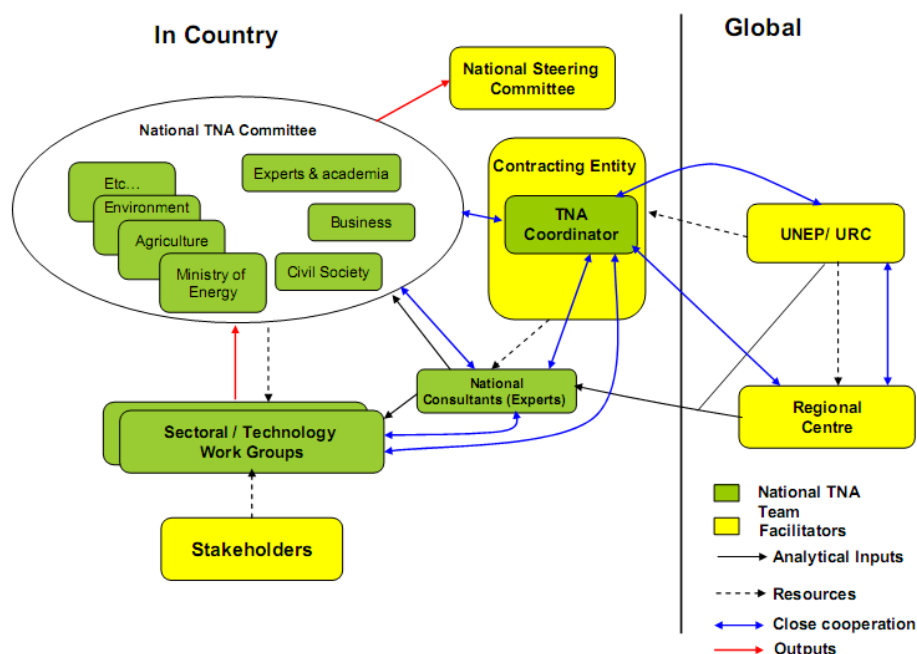 In Country
Global
National Steering
Committee
National TNA Committee
Etc...
Environment
Agriculture
Ministry of
Energy
Experts & academia
Business
Civil Society
Contracting Entity
TNA
Coordinator
UNEP/ URC
National
Consultants (Experts)
Regional
Centre
Sectoral / Technology
Work Groups
Stakeholders
National TNA
Team
Facilitators
Analytical Inputs
Resources
Close cooperation
Outputs